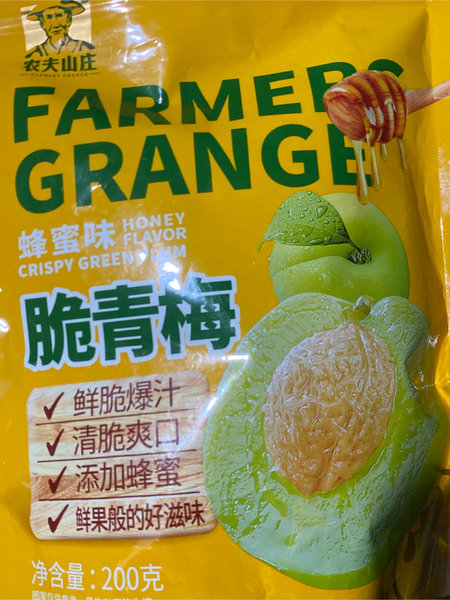 农夫山庄
FARMERS GRANGE
FARMERS
GRANGE
蜂蜜味 HONEY FLAVOR
CRISPY GREEN
脆青梅
✓ 鲜脆爆汁
✓ 清脆爽口
✓ 添加蜂蜜
✓ 鲜果般的好滋味
净含量:200克